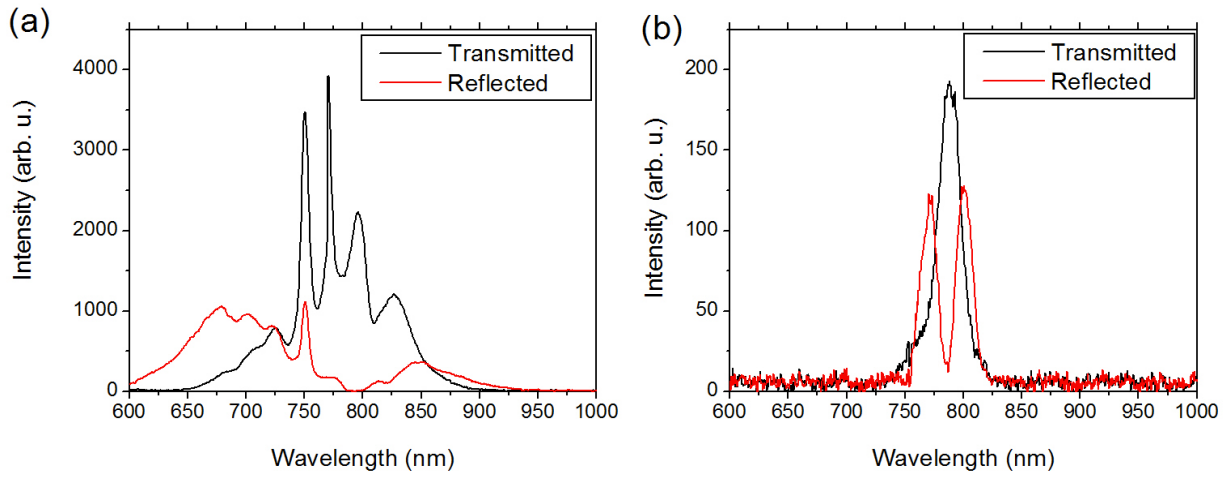 (a)
Transmitted
Reflected
Intensity (arb. u.)
4000
3000
2000
1000
0
600 650 700 750 800 850 900 950 1000
Wavelength (nm)
(b)
Transmitted
Reflected
Intensity (arb. u.)
200
150
100
50
0
600 650 700 750 800 850 900 950 1000
Wavelength (nm)